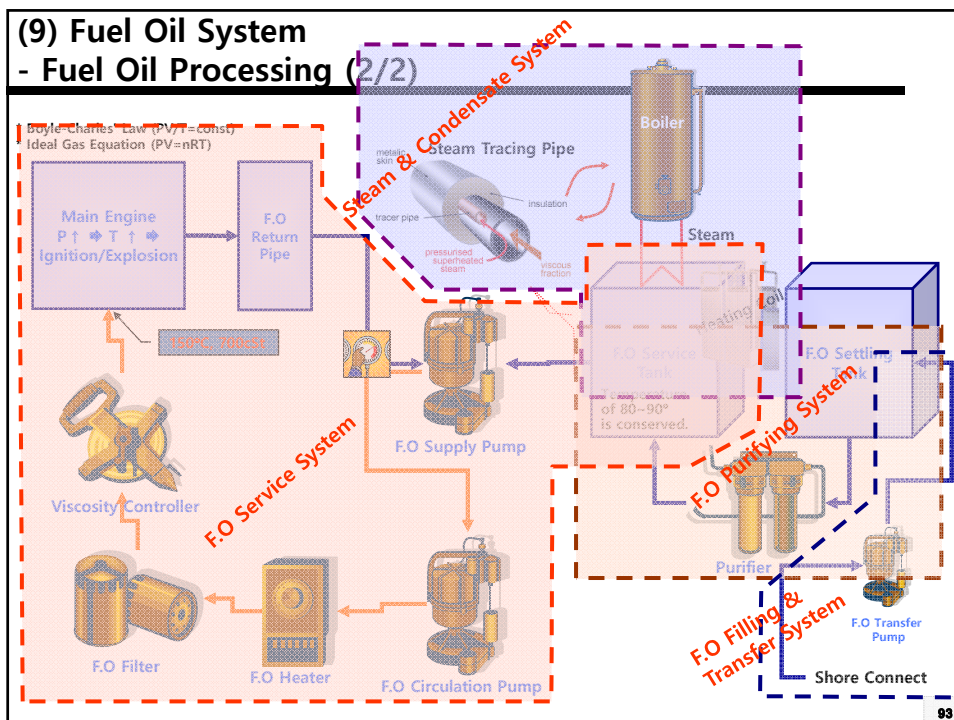 (9) Fuel Oil System
- Fuel Oil Processing (2/2)
* Boyle-Charles' Law (PV/T=const)
* Ideal Gas Equation (PV=nRT)
Steam & Condensate System
Boiler
Steam Tracing Pipe
metalic
skin
insulation
tracer pipe
pressurised
superheated
steam
viscous
fraction
Steam
Main Engine
P ↑ ➡ T ↑ ➡
Ignition/Explosion
F.O
Return
Pipe
Heating Coil
F.O Service
Tank
Temperature
of 80~90°
is conserved.
F.O Settling
Tank
F.O Supply Pump
F.O Service System
F.O Purifying System
Viscosity Controller
Purifier
F.O Filling &
Transfer System
F.O Transfer
Pump
F.O Filter
F.O Heater
F.O Circulation Pump
Shore Connect
93